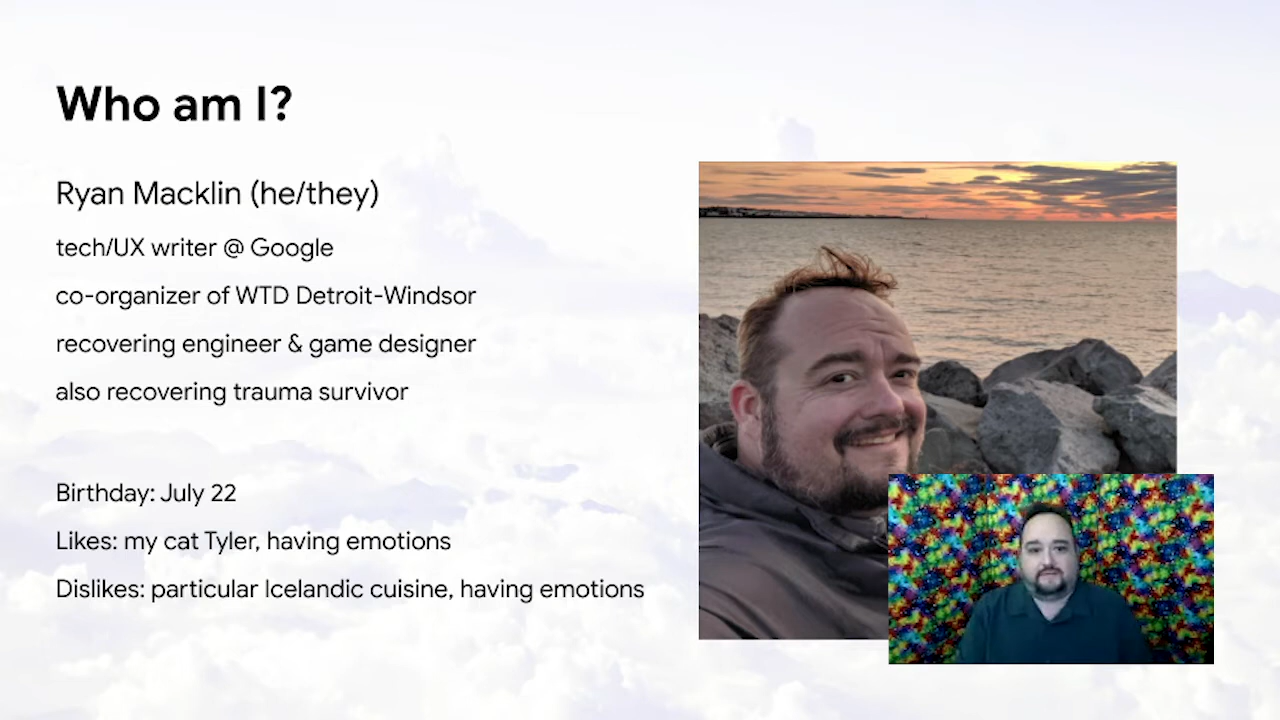 Who am I?
Ryan Macklin (he/they)
tech/UX writer @ Google
co-organizer of WTD Detroit-Windsor
recovering engineer & game designer
also recovering trauma survivor
Birthday: July 22
Likes: my cat Tyler, having emotions
Dislikes: particular Icelandic cuisine, having emotions